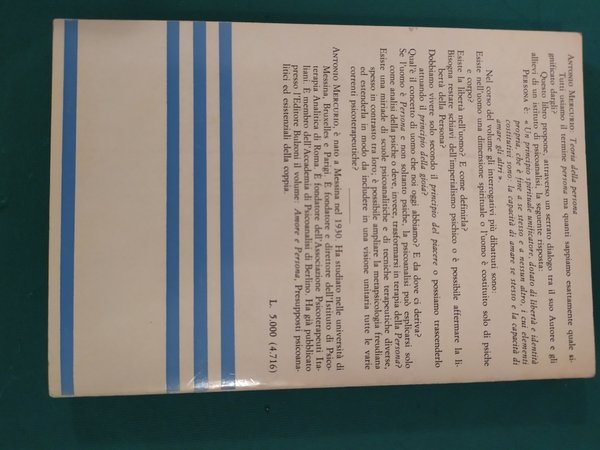 ANTONIO MERCURIO: Teoria della persona
Tutti usiamo il termine persona ma quanti sappiamo esattamente quale si-
gnificato dargli?
Questo libro propone, attraverso un serrato dialogo tra il suo Autore e gli
allievi di un istituto di psicoanalisi, la seguente risposta:
PERSONA È: « Un principio spirituale unificatore, dotato di libertà e identità
propria, che è fine a se stesso e a nessun altro, i cui elementi
costitutivi sono: la capacità di amare se stesso e la capacità di
amare gli altri ».
Nel corso del volume gli interrogativi più dibattuti sono:
Esiste nell'uomo una dimensione spirituale o l'uomo è costituito solo di psiche
e corpo?
Esiste la libertà nell'uomo? E come definirla?
Bisogna restare schiavi dell'imperialismo psichico o è possibile affermare la li-
bertà della Persona?
Dobbiamo vivere solo secondo il principio del piacere o possiamo trascenderlo
attuando il principio della gioia?
Qual'è il concetto di uomo che noi oggi abbiamo? E da dove ci deriva?
Se l'uomo è Persona e non soltanto psiche, la psicoanalisi può esplicarsi solo
come analisi della psiche o deve, invece, trasformarsi in terapia della Persona?
Esiste una miriade di scuole psicoanalitiche e di tecniche terapeutiche diverse,
spesso in contrasto tra loro; è possibile ampliare la metapsicologia freudiana
ed estenderla in modo da includere in una visione unitaria tutte le varie
correnti psicoterapeutiche?
ANTONIO MERCURIO è nato a Messina nel 1930. Ha studiato nelle università di
Messina, Bruxelles e Parigi. È fondatore e direttore dell'Istituto di Psico-
terapia Analitica di Roma. È fondatore dell'Associazione Psicoterapeuti Ita-
liani. È membro dell'Accademia di Psicoanalisi di Berlino. Ha già pubblicato
presso l'Editore Bulzoni il volume: Amore e Persona, Presupposti psicoana-
litici ed esistenziali della coppia.
L. 5.000 (4.716)